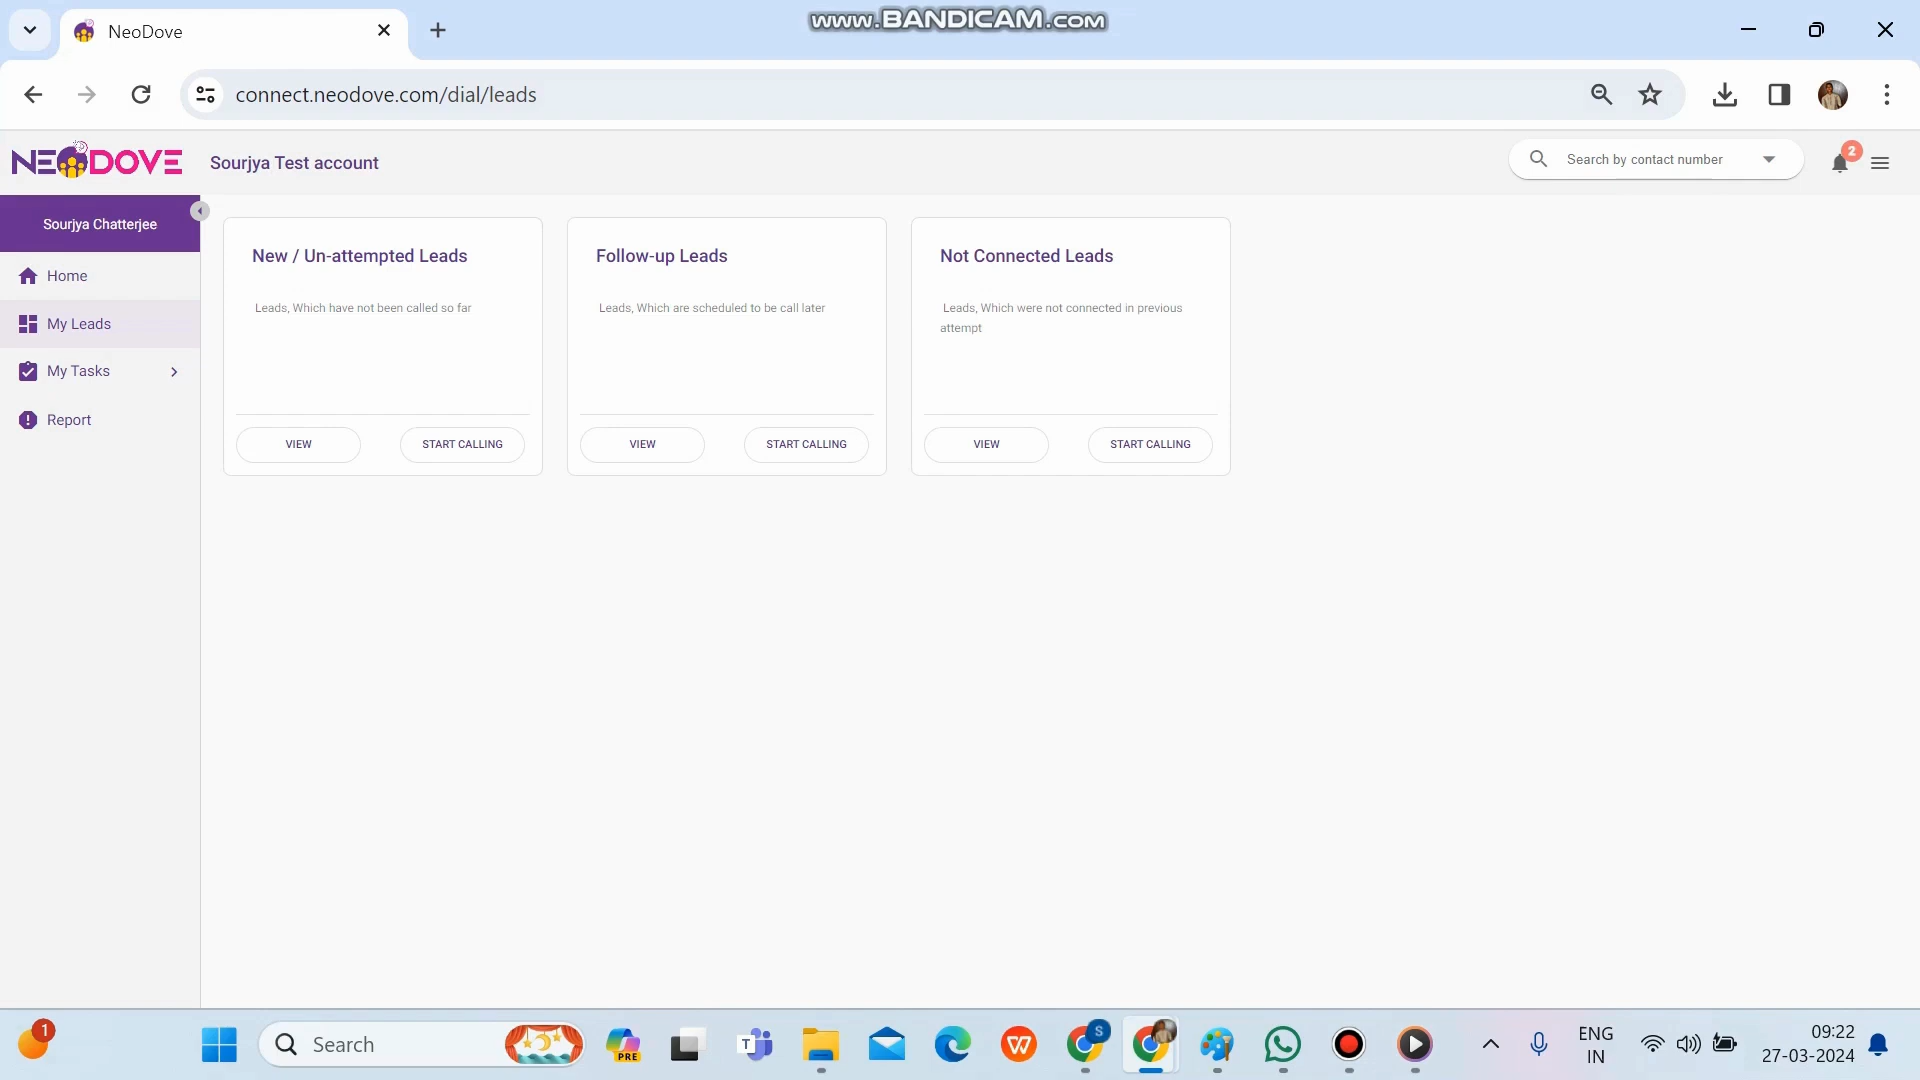 NeoDove
www.BANDICAM.com
connect.neodove.com/dial/leads
NEODOVE
Sourjya Test account
Search by contact number
2
Sourjya Chatterjee
Home
My Leads
My Tasks
Report
New / Un-attempted Leads
Leads, Which have not been called so far
VIEW
START CALLING
Follow-up Leads
Leads, Which are scheduled to be call later
VIEW
START CALLING
Not Connected Leads
Leads, Which were not connected in previous
attempt
VIEW
START CALLING
1
Search
PRE
T
W
S
ENG
IN
09:22
27-03-2024